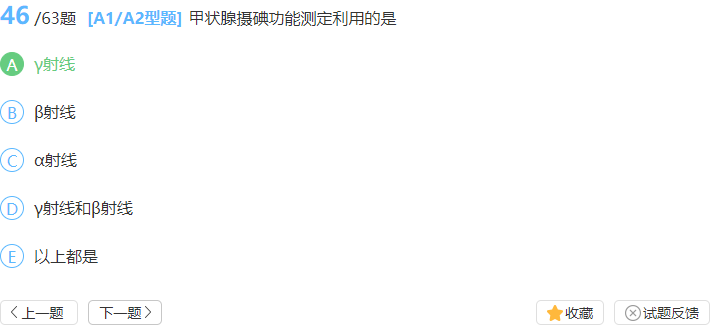 46 /63题 [A1/A2型题] 甲状腺摄碘功能测定利用的是
A γ射线
B β射线
C α射线
D γ射线和β射线
E 以上都是
上一题 下一题 收藏 试题反馈